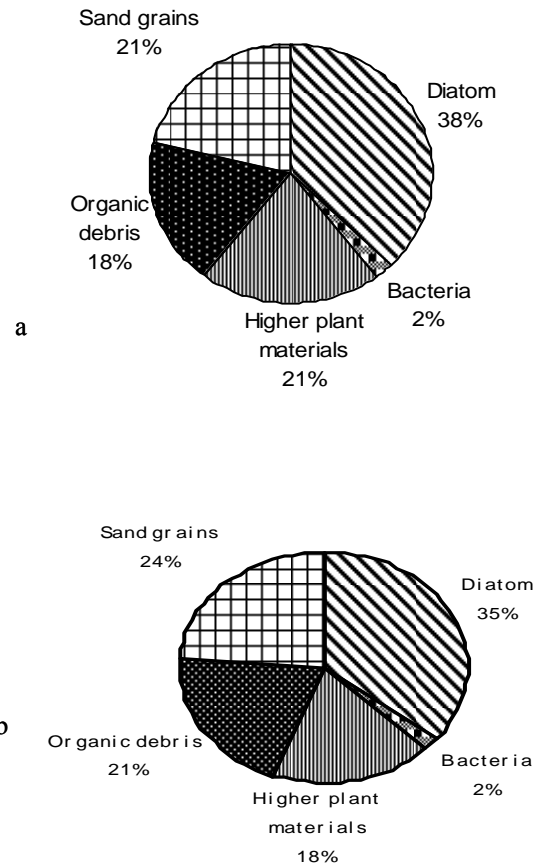 Sand grains
21%
Diatom
38%
Organic
debris
18%
Bacteria
2%
Higher plant
materials
21%
a
Sand grains
24%
Diatom
35%
b
Organic debris
21%
Bacteria
2%
Higher plant
materials
18%